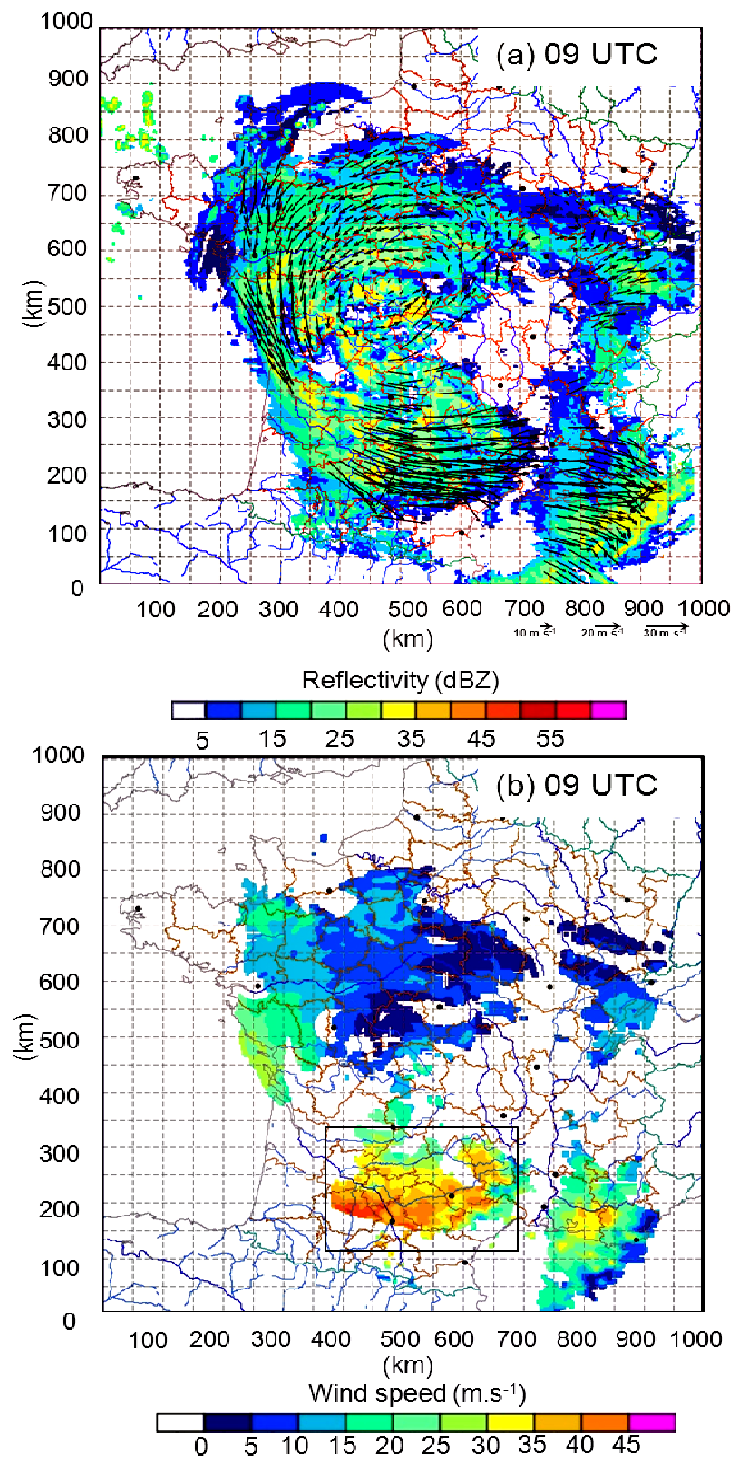 1000
(a) 09 UTC
900
800
700
600
500
400
300
200
100
0
(km)
100 200 300 400 500 600 700 800 900 1000
(km)
10 m s-1 20 m s-1 30 m s-1
Reflectivity (dBZ)
5 15 25 35 45 55
1000
(b) 09 UTC
900
800
700
600
500
400
300
200
100
0
(km)
100 200 300 400 500 600 700 800 900 1000
(km)
Wind speed (m.s-1)
0 5 10 15 20 25 30 35 40 45